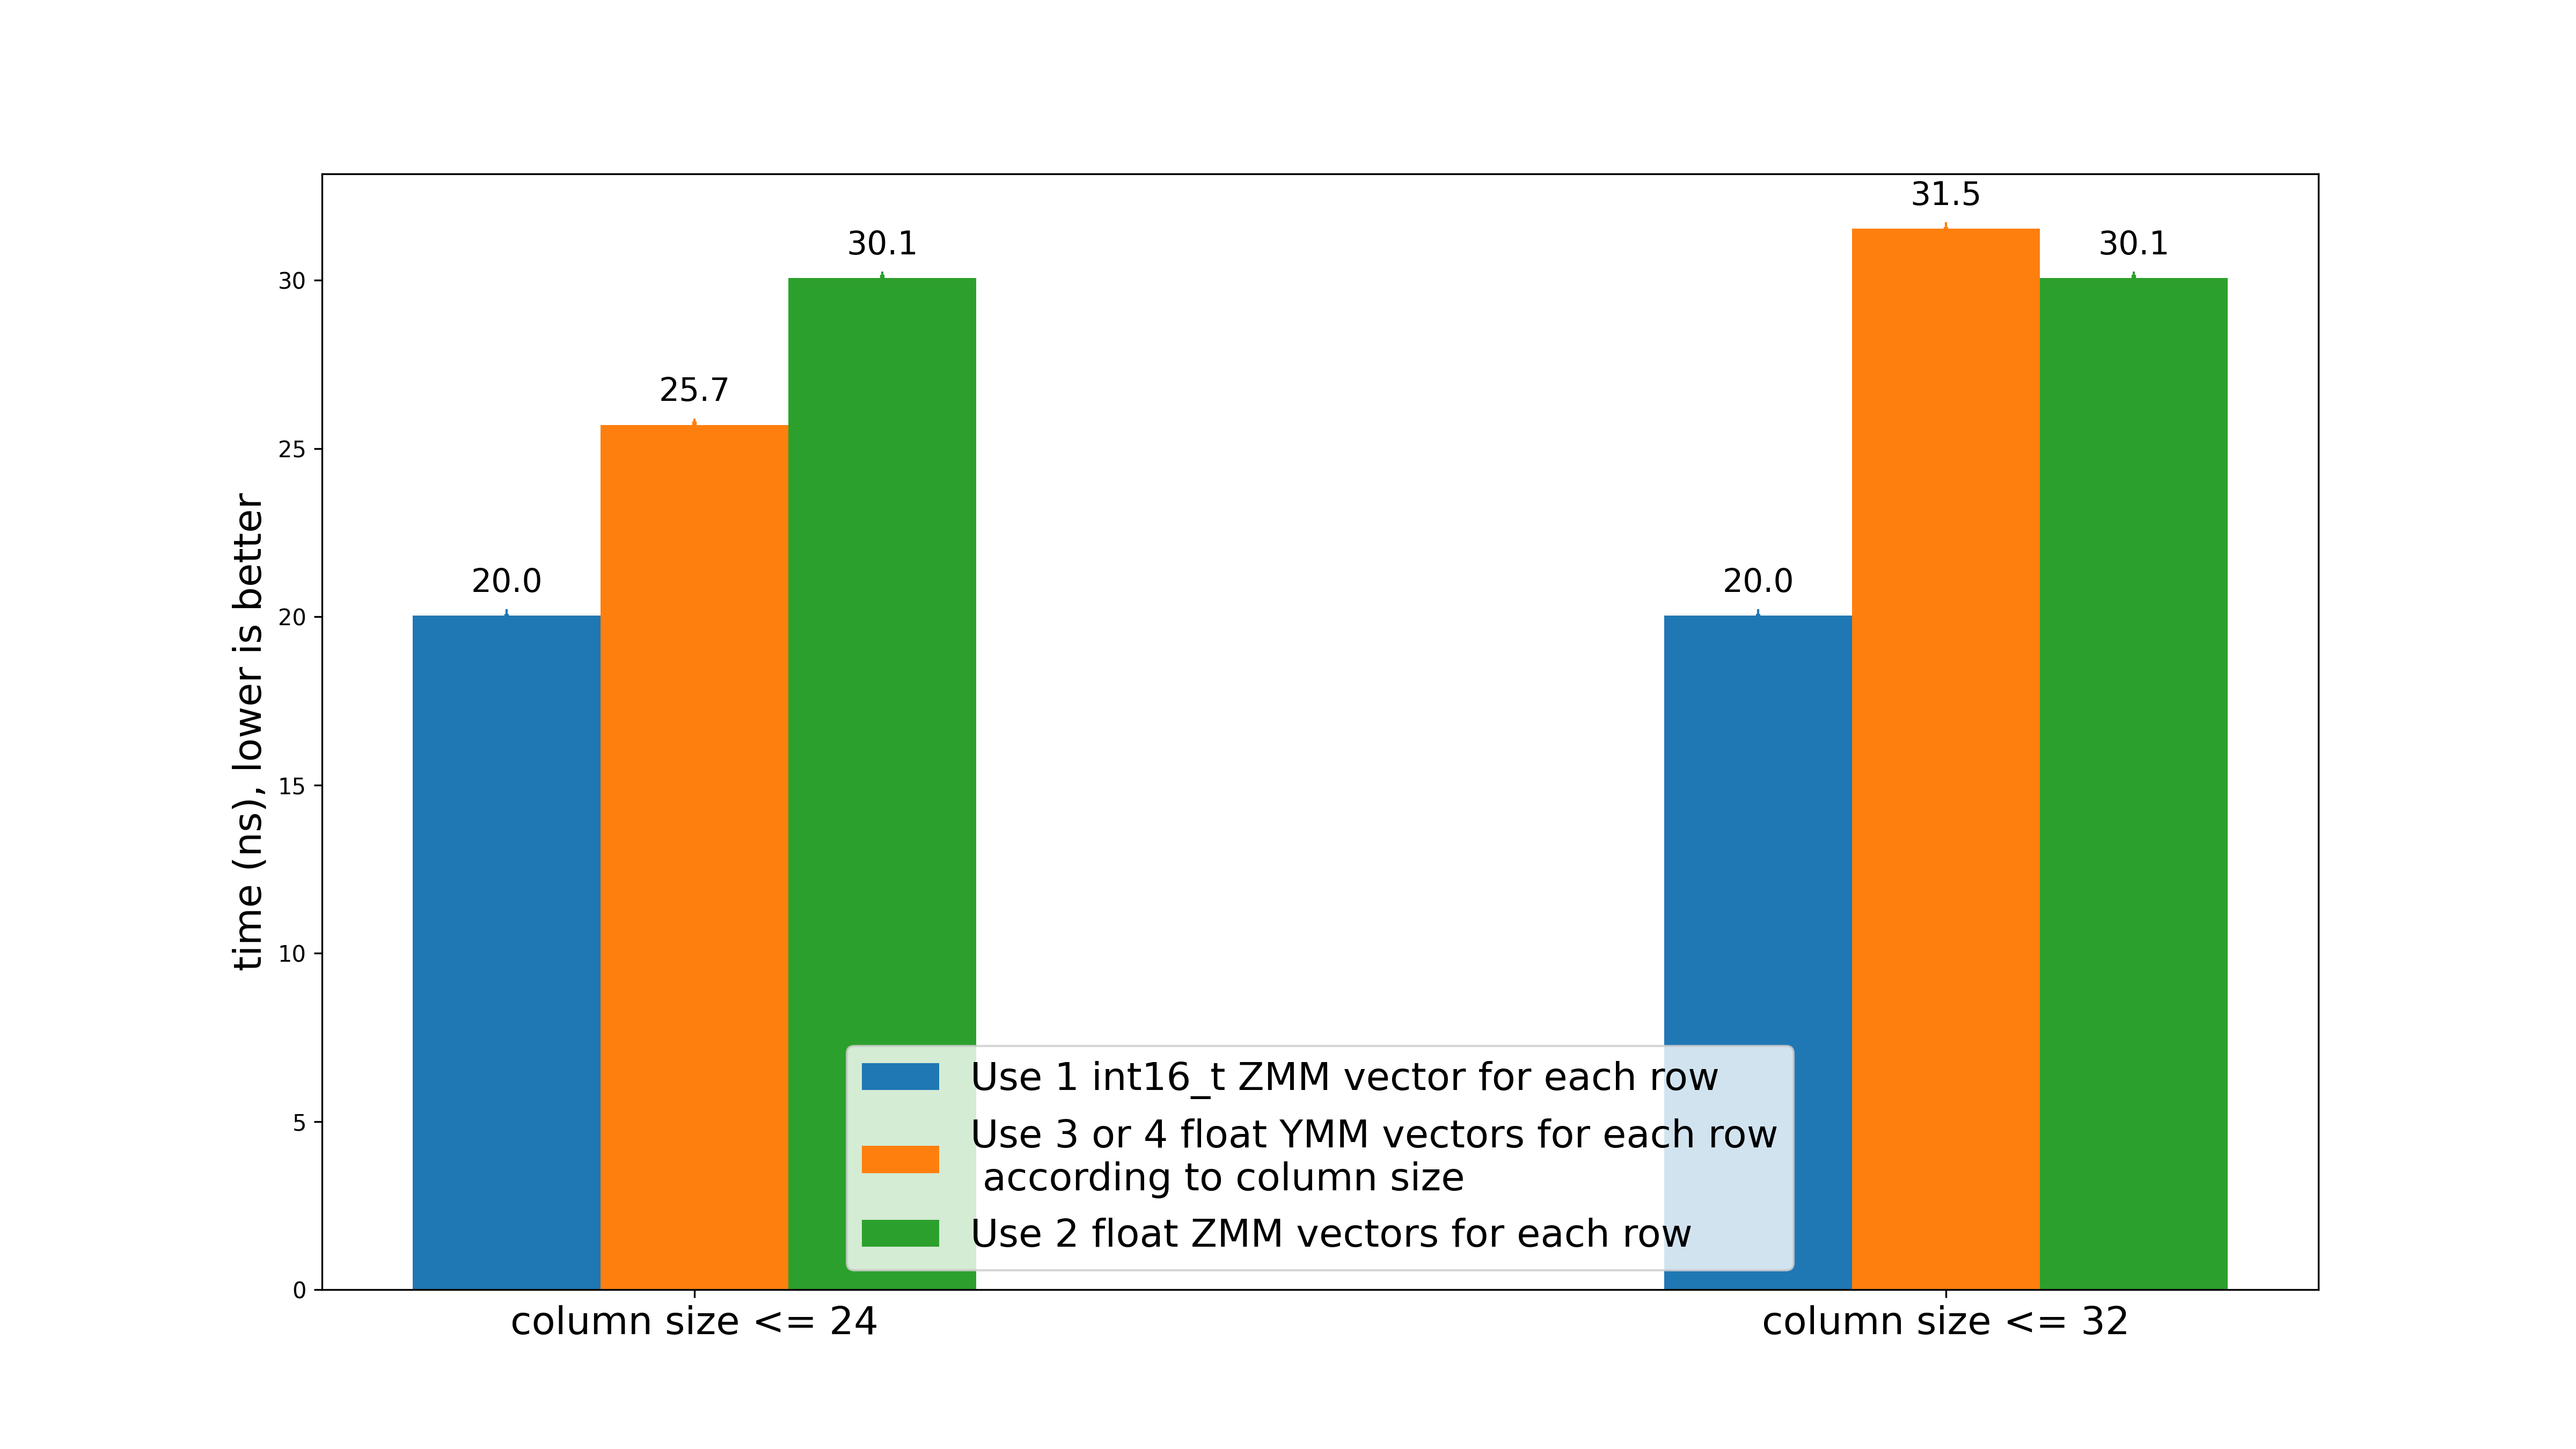 31.5
30.1
30.1
25.7
20.0
20.0
time (ns), lower is better
30
25
20
15
10
5
0
Use 1 int16_t ZMM vector for each row
Use 3 or 4 float YMM vectors for each row
according to column size
Use 2 float ZMM vectors for each row
column size <= 24
column size <= 32